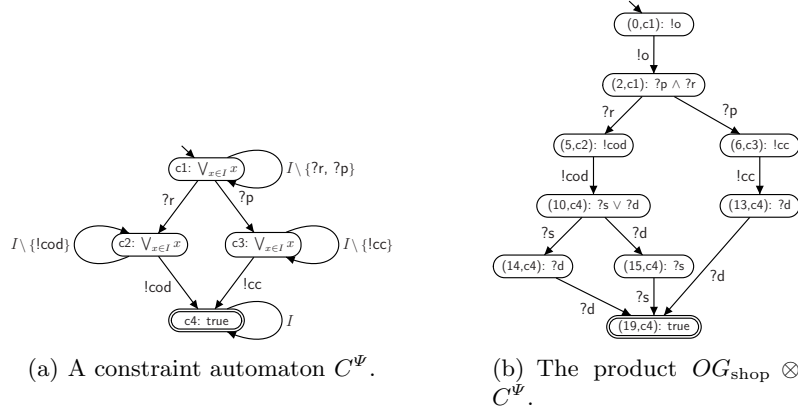 c1: ⋁x∈I x
I \ {?r, ?p}
?r
?p
I \ {!cod}
c2: ⋁x∈I x
c3: ⋁x∈I x
I \ {!cc}
!cod
!cc
c4: true
I
(a) A constraint automaton C^Ψ.
(0,c1): !o
!o
(2,c1): ?p ∧ ?r
?r
?p
(5,c2): !cod
(6,c3): !cc
!cod
!cc
(10,c4): ?s ∨ ?d
(13,c4): ?d
?s
?d
(14,c4): ?d
(15,c4): ?s
?d
?s
?d
(19,c4): true
(b) The product OG_shop ⊗
C^Ψ.